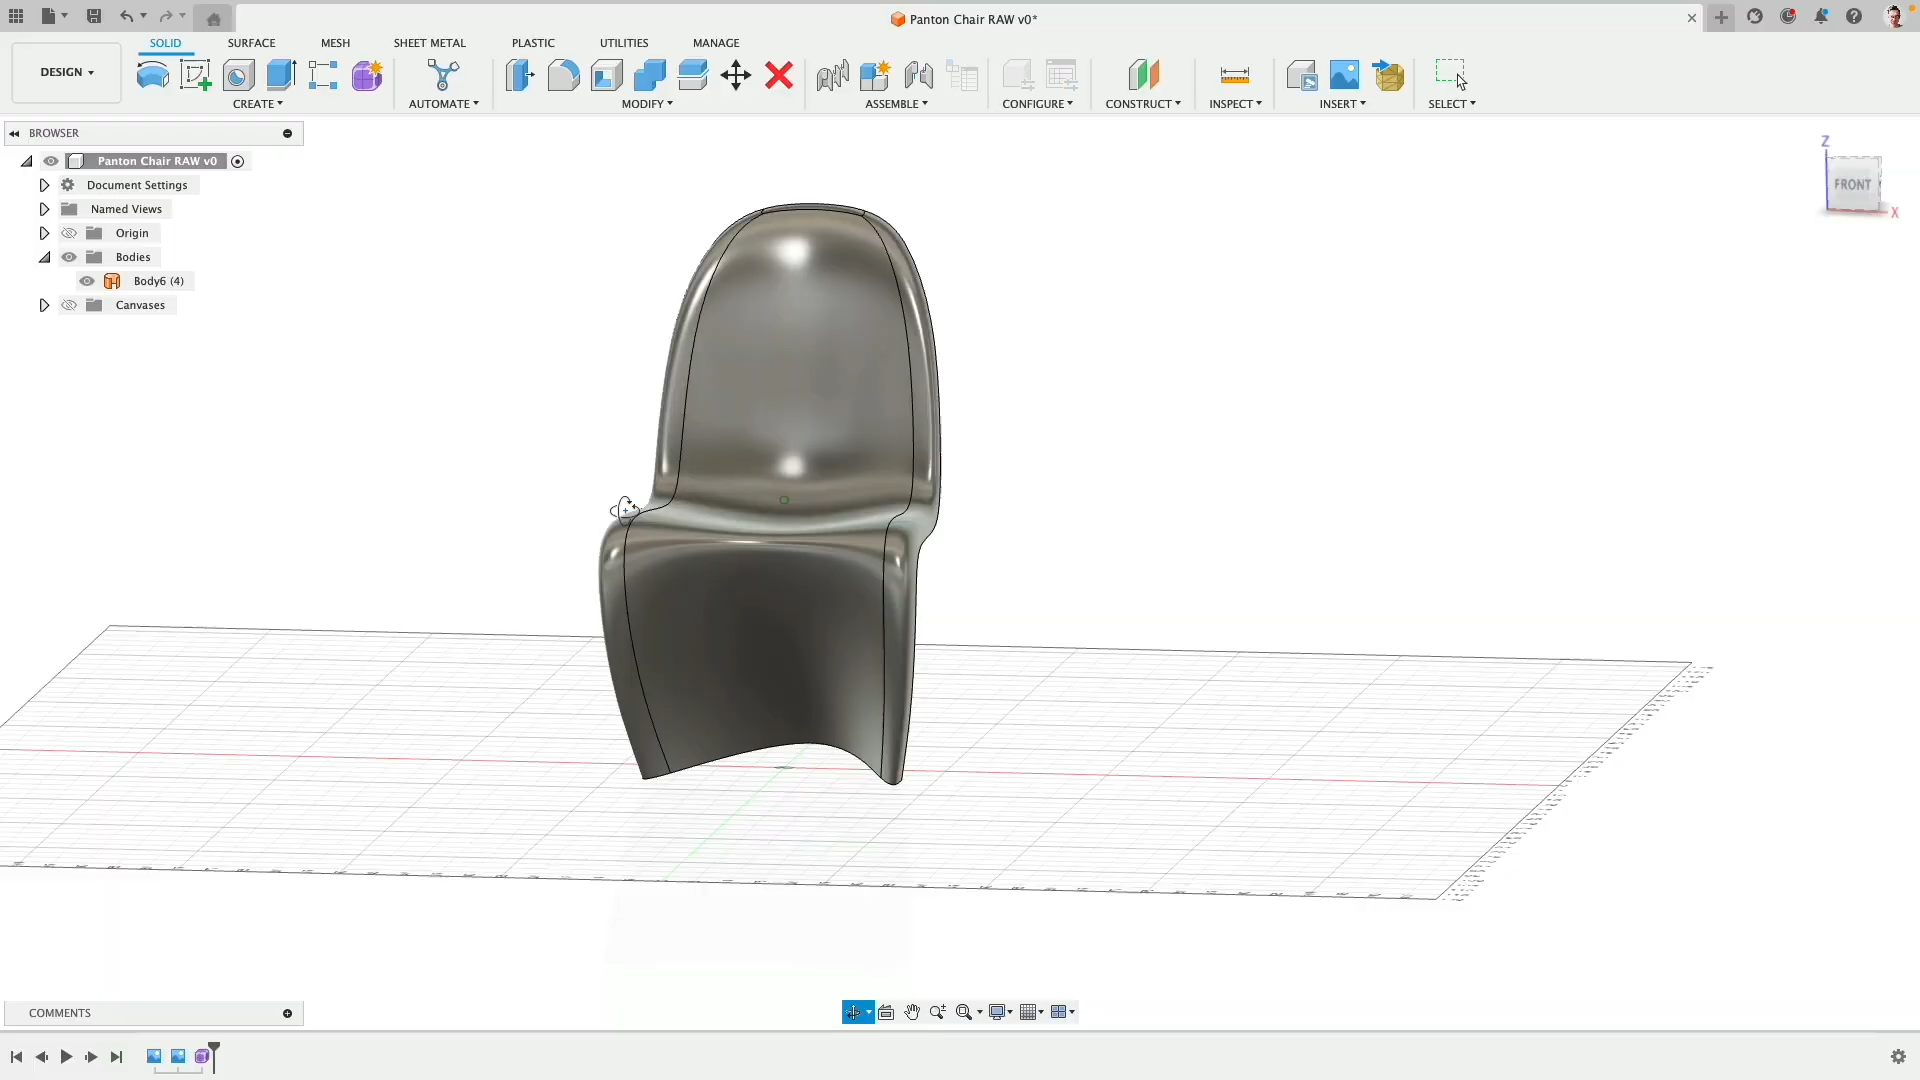 Panton Chair RAW v0*
SOLID SURFACE MESH SHEET METAL PLASTIC UTILITIES MANAGE
DESIGN
CREATE AUTOMATE MODIFY ASSEMBLE CONFIGURE CONSTRUCT INSPECT INSERT SELECT
BROWSER
Panton Chair RAW v0
Document Settings
Named Views
Origin
Bodies
Body6 (4)
Canvases
Z
FRONT
X
COMMENTS